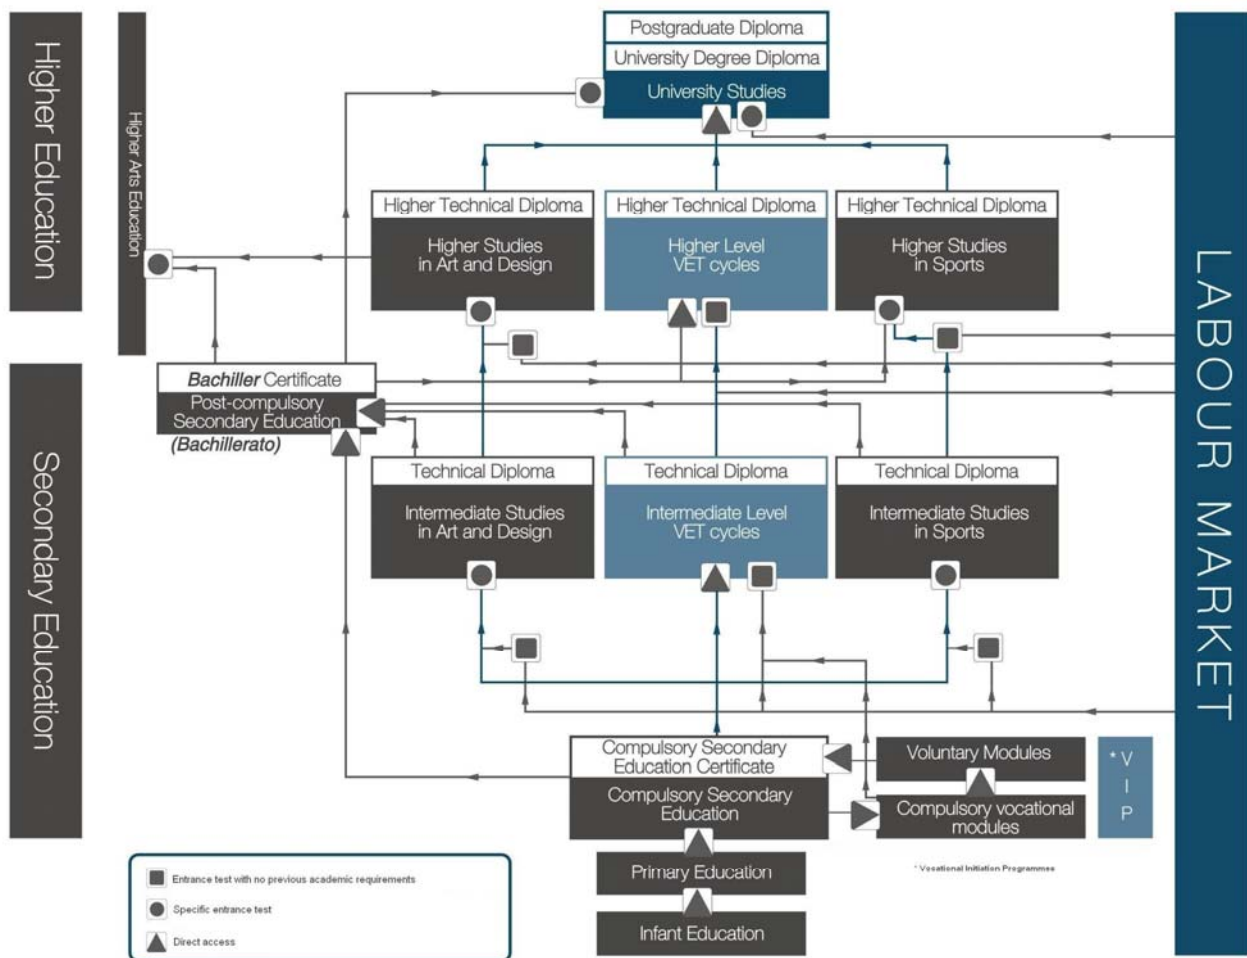 Higher Education
Higher Arts Education
Postgraduate Diploma
University Degree Diploma
University Studies
Higher Technical Diploma
Higher Studies
in Art and Design
Higher Technical Diploma
Higher Level
VET cycles
Higher Technical Diploma
Higher Studies
in Sports
LABOUR MARKET
Secondary Education
Bachiller Certificate
Post-compulsory
Secondary Education
(Bachillerato)
Technical Diploma
Intermediate Studies
in Art and Design
Technical Diploma
Intermediate Level
VET cycles
Technical Diploma
Intermediate Studies
in Sports
Compulsory Secondary
Education Certificate
Compulsory Secondary
Education
Voluntary Modules
Compulsory vocational
modules
* V
I
P
Primary Education
Infant Education
* Vocational Initiation Programmes
Entrance test with no previous academic requirements
Specific entrance test
Direct access